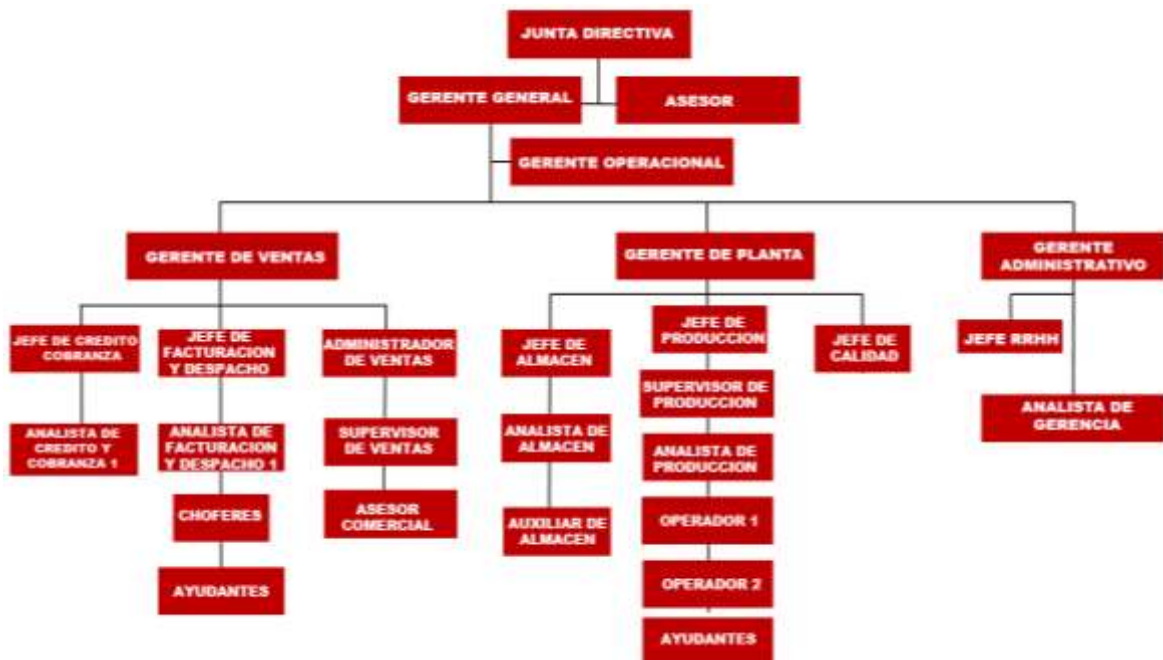 JUNTA DIRECTIVA
GERENTE GENERAL
ASESOR
GERENTE OPERACIONAL
GERENTE DE VENTAS
GERENTE DE PLANTA
GERENTE
ADMINISTRATIVO
JEFE DE CREDITO
COBRANZA
JEFE DE
FACTURACION
Y DESPACHO
ADMINISTRADOR
DE VENTAS
JEFE DE
ALMACEN
JEFE DE
PRODUCCION
JEFE DE
CALIDAD
JEFE RRHH
ANALISTA DE
CREDITO Y
COBRANZA 1
ANALISTA DE
FACTURACION
Y DESPACHO 1
SUPERVISOR
DE VENTAS
ANALISTA DE
ALMACEN
SUPERVISOR DE
PRODUCCION
ANALISTA DE
GERENCIA
ANALISTA DE
PRODUCCION
CHOFERES
ASESOR
COMERCIAL
AUXILIAR DE
ALMACEN
OPERADOR 1
AYUDANTES
OPERADOR 2
AYUDANTES